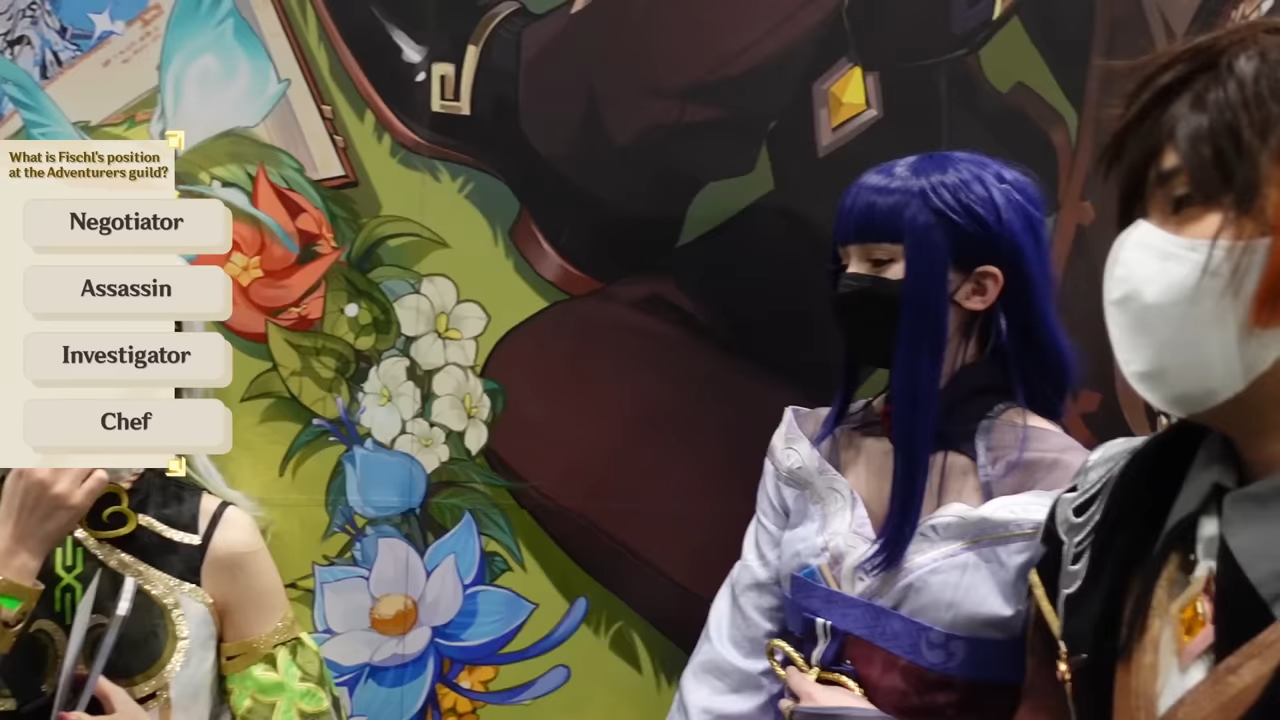 What is Fischl's position
at the Adventurers guild?
Negotiator
Assassin
Investigator
Chef